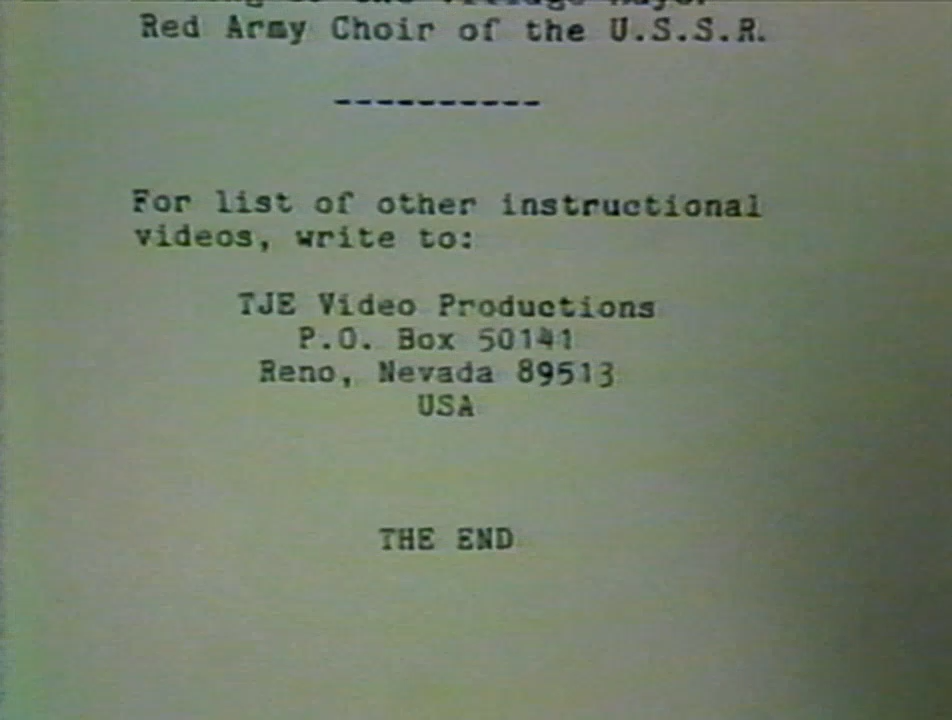 Red Army Choir of the U.S.S.R.
----------
For list of other instructional
videos, write to:
TJE Video Productions
P.O. Box 50141
Reno, Nevada 89513
USA
THE END